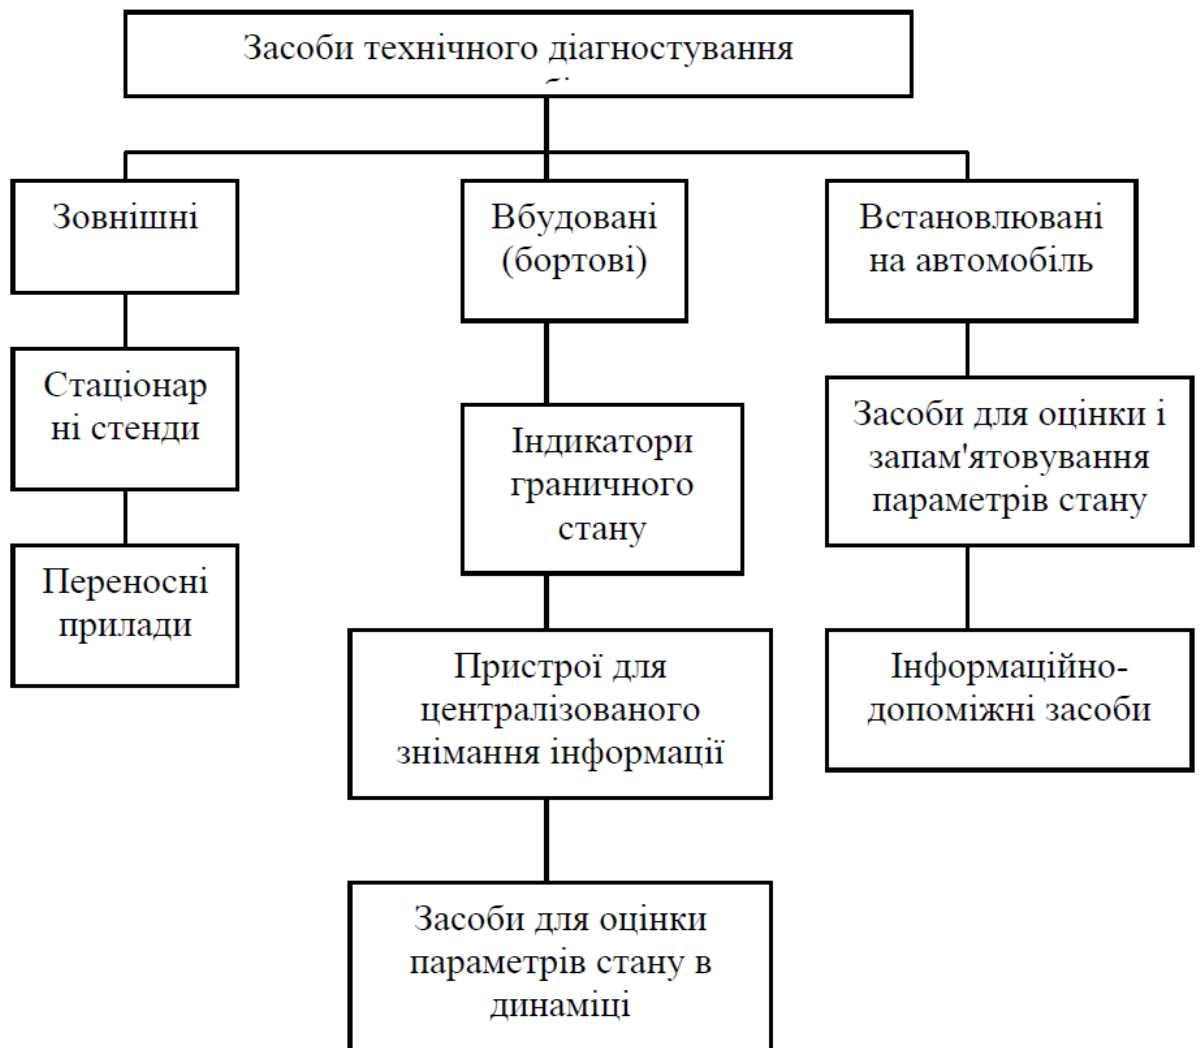 Засоби технічного діагностування
Зовнішні
Вбудовані
(бортові)
Встановлювані
на автомобіль
Стаціонар
ні стенди
Індикатори
граничного
стану
Засоби для оцінки і
запам'ятовування
параметрів стану
Переносні
прилади
Пристрої для
централізованого
знімання інформації
Інформаційно-
допоміжні засоби
Засоби для оцінки
параметрів стану в
динаміці